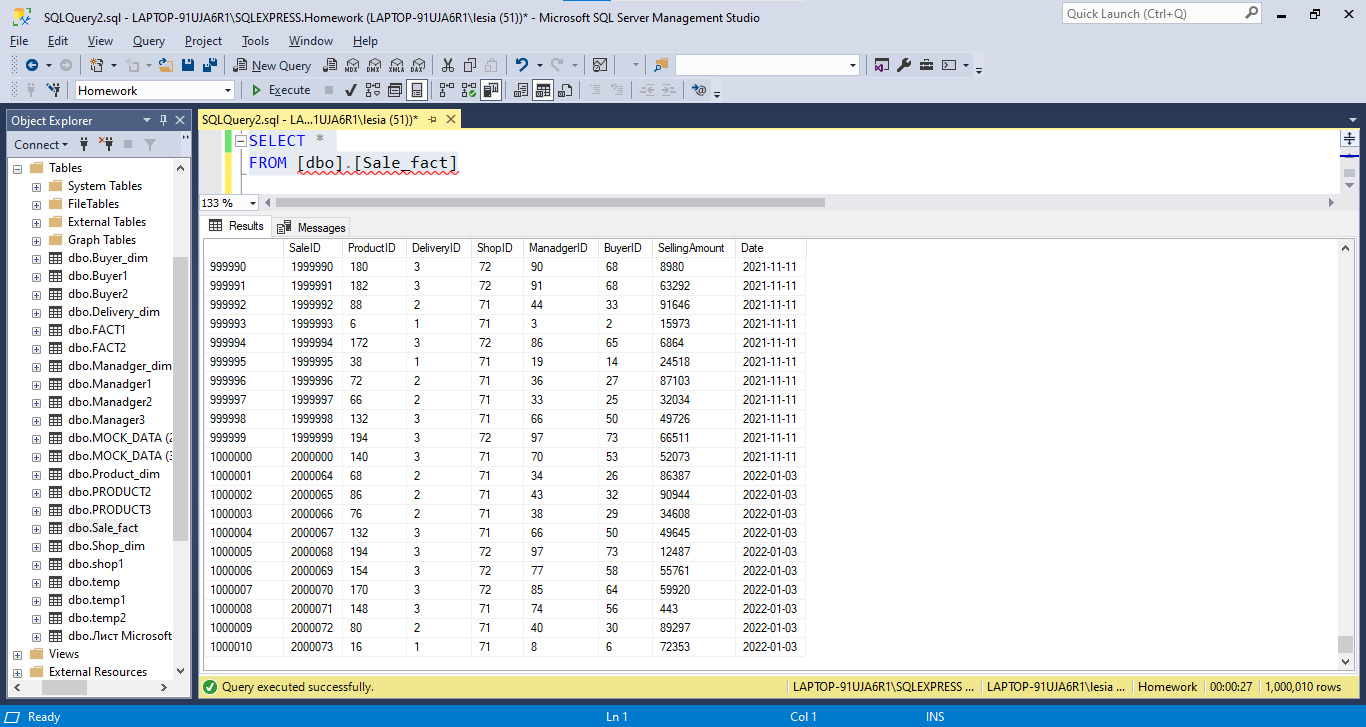 SQLQuery2.sql - LAPTOP-91UJA6R1\SQLEXPRESS.Homework (LAPTOP-91UJA6R1\lesia (51))* - Microsoft SQL Server Management Studio
Quick Launch (Ctrl+Q)
File Edit View Query Project Tools Window Help
New Query MDX DMX XMLA DAX
Homework Execute
Object Explorer
SQLQuery2.sql - LA...1UJA6R1\lesia (51))*
Connect
SELECT *
FROM [dbo].[Sale_fact]
133 %
Results Messages
Tables
System Tables
FileTables
External Tables
Graph Tables
dbo.Buyer_dim
dbo.Buyer1
dbo.Buyer2
dbo.Delivery_dim
dbo.FACT1
dbo.FACT2
dbo.Manadger_dim
dbo.Manadger1
dbo.Manadger2
dbo.Manager3
dbo.MOCK_DATA (2
dbo.MOCK_DATA (3
dbo.Product_dim
dbo.PRODUCT2
dbo.PRODUCT3
dbo.Sale_fact
dbo.Shop_dim
dbo.shop1
dbo.temp
dbo.temp1
dbo.temp2
dbo.Лист Microsoft
Views
External Resources
SaleID ProductID DeliveryID ShopID ManadgerID BuyerID SellingAmount Date
999990 1999990 180 3 72 90 68 8980 2021-11-11
999991 1999991 182 3 72 91 68 63292 2021-11-11
999992 1999992 88 2 71 44 33 91646 2021-11-11
999993 1999993 6 1 71 3 2 15973 2021-11-11
999994 1999994 172 3 72 86 65 6864 2021-11-11
999995 1999995 38 1 71 19 14 24518 2021-11-11
999996 1999996 72 2 71 36 27 87103 2021-11-11
999997 1999997 66 2 71 33 25 32034 2021-11-11
999998 1999998 132 3 71 66 50 49726 2021-11-11
999999 1999999 194 3 72 97 73 66511 2021-11-11
1000000 2000000 140 3 71 70 53 52073 2021-11-11
1000001 2000064 68 2 71 34 26 86387 2022-01-03
1000002 2000065 86 2 71 43 32 90944 2022-01-03
1000003 2000066 76 2 71 38 29 34608 2022-01-03
1000004 2000067 132 3 71 66 50 49645 2022-01-03
1000005 2000068 194 3 72 97 73 12487 2022-01-03
1000006 2000069 154 3 72 77 58 55761 2022-01-03
1000007 2000070 170 3 72 85 64 59920 2022-01-03
1000008 2000071 148 3 71 74 56 443 2022-01-03
1000009 2000072 80 2 71 40 30 89297 2022-01-03
1000010 2000073 16 1 71 8 6 72353 2022-01-03
Query executed successfully. LAPTOP-91UJA6R1\SQLEXPRESS ... LAPTOP-91UJA6R1\lesia ... Homework 00:00:27 1,000,010 rows
Ready Ln 1 Col 1 INS